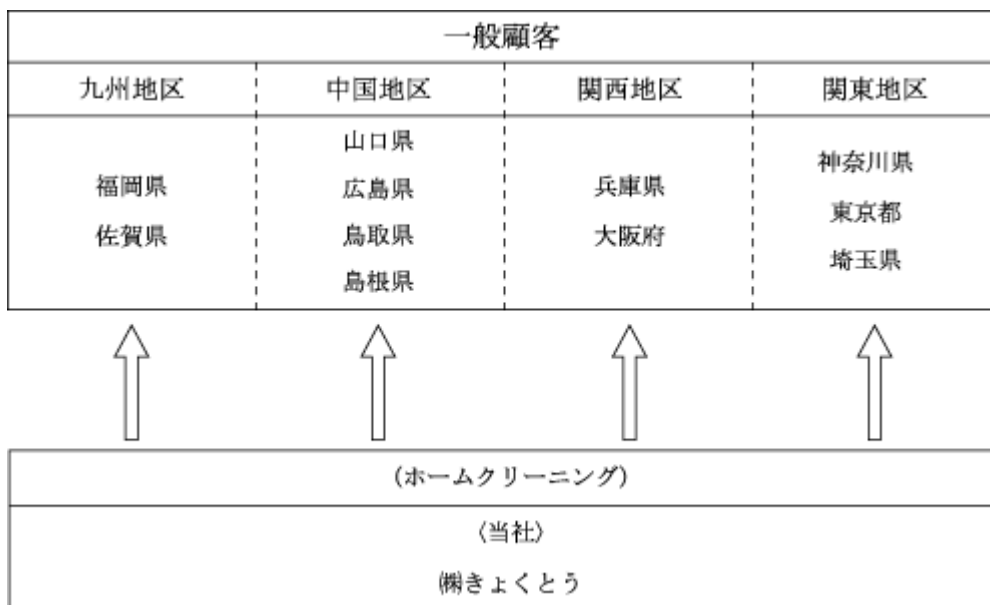 一般顧客
九州地区 中国地区 関西地区 関東地区
福岡県
佐賀県
山口県
広島県
鳥取県
島根県
兵庫県
大阪府
神奈川県
東京都
埼玉県
(ホームクリーニング)
〈当社〉
㈱きょくとう